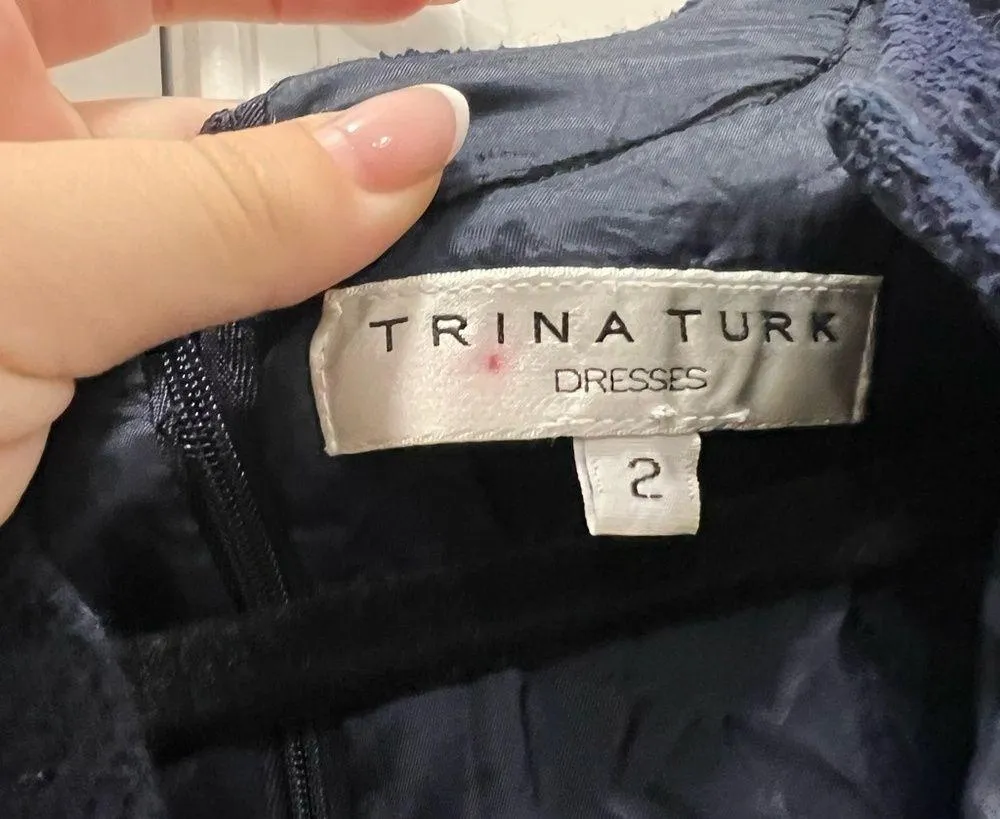 TRINA TURK
DRESSES
2